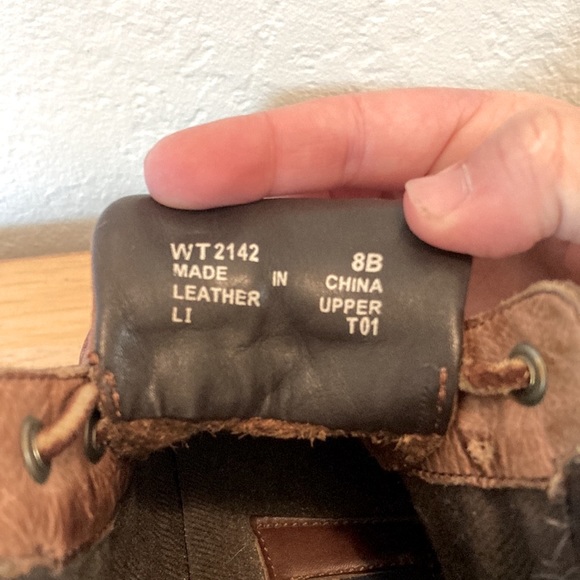 WT2142 8B
MADE IN CHINA
LEATHER UPPER
LI T01